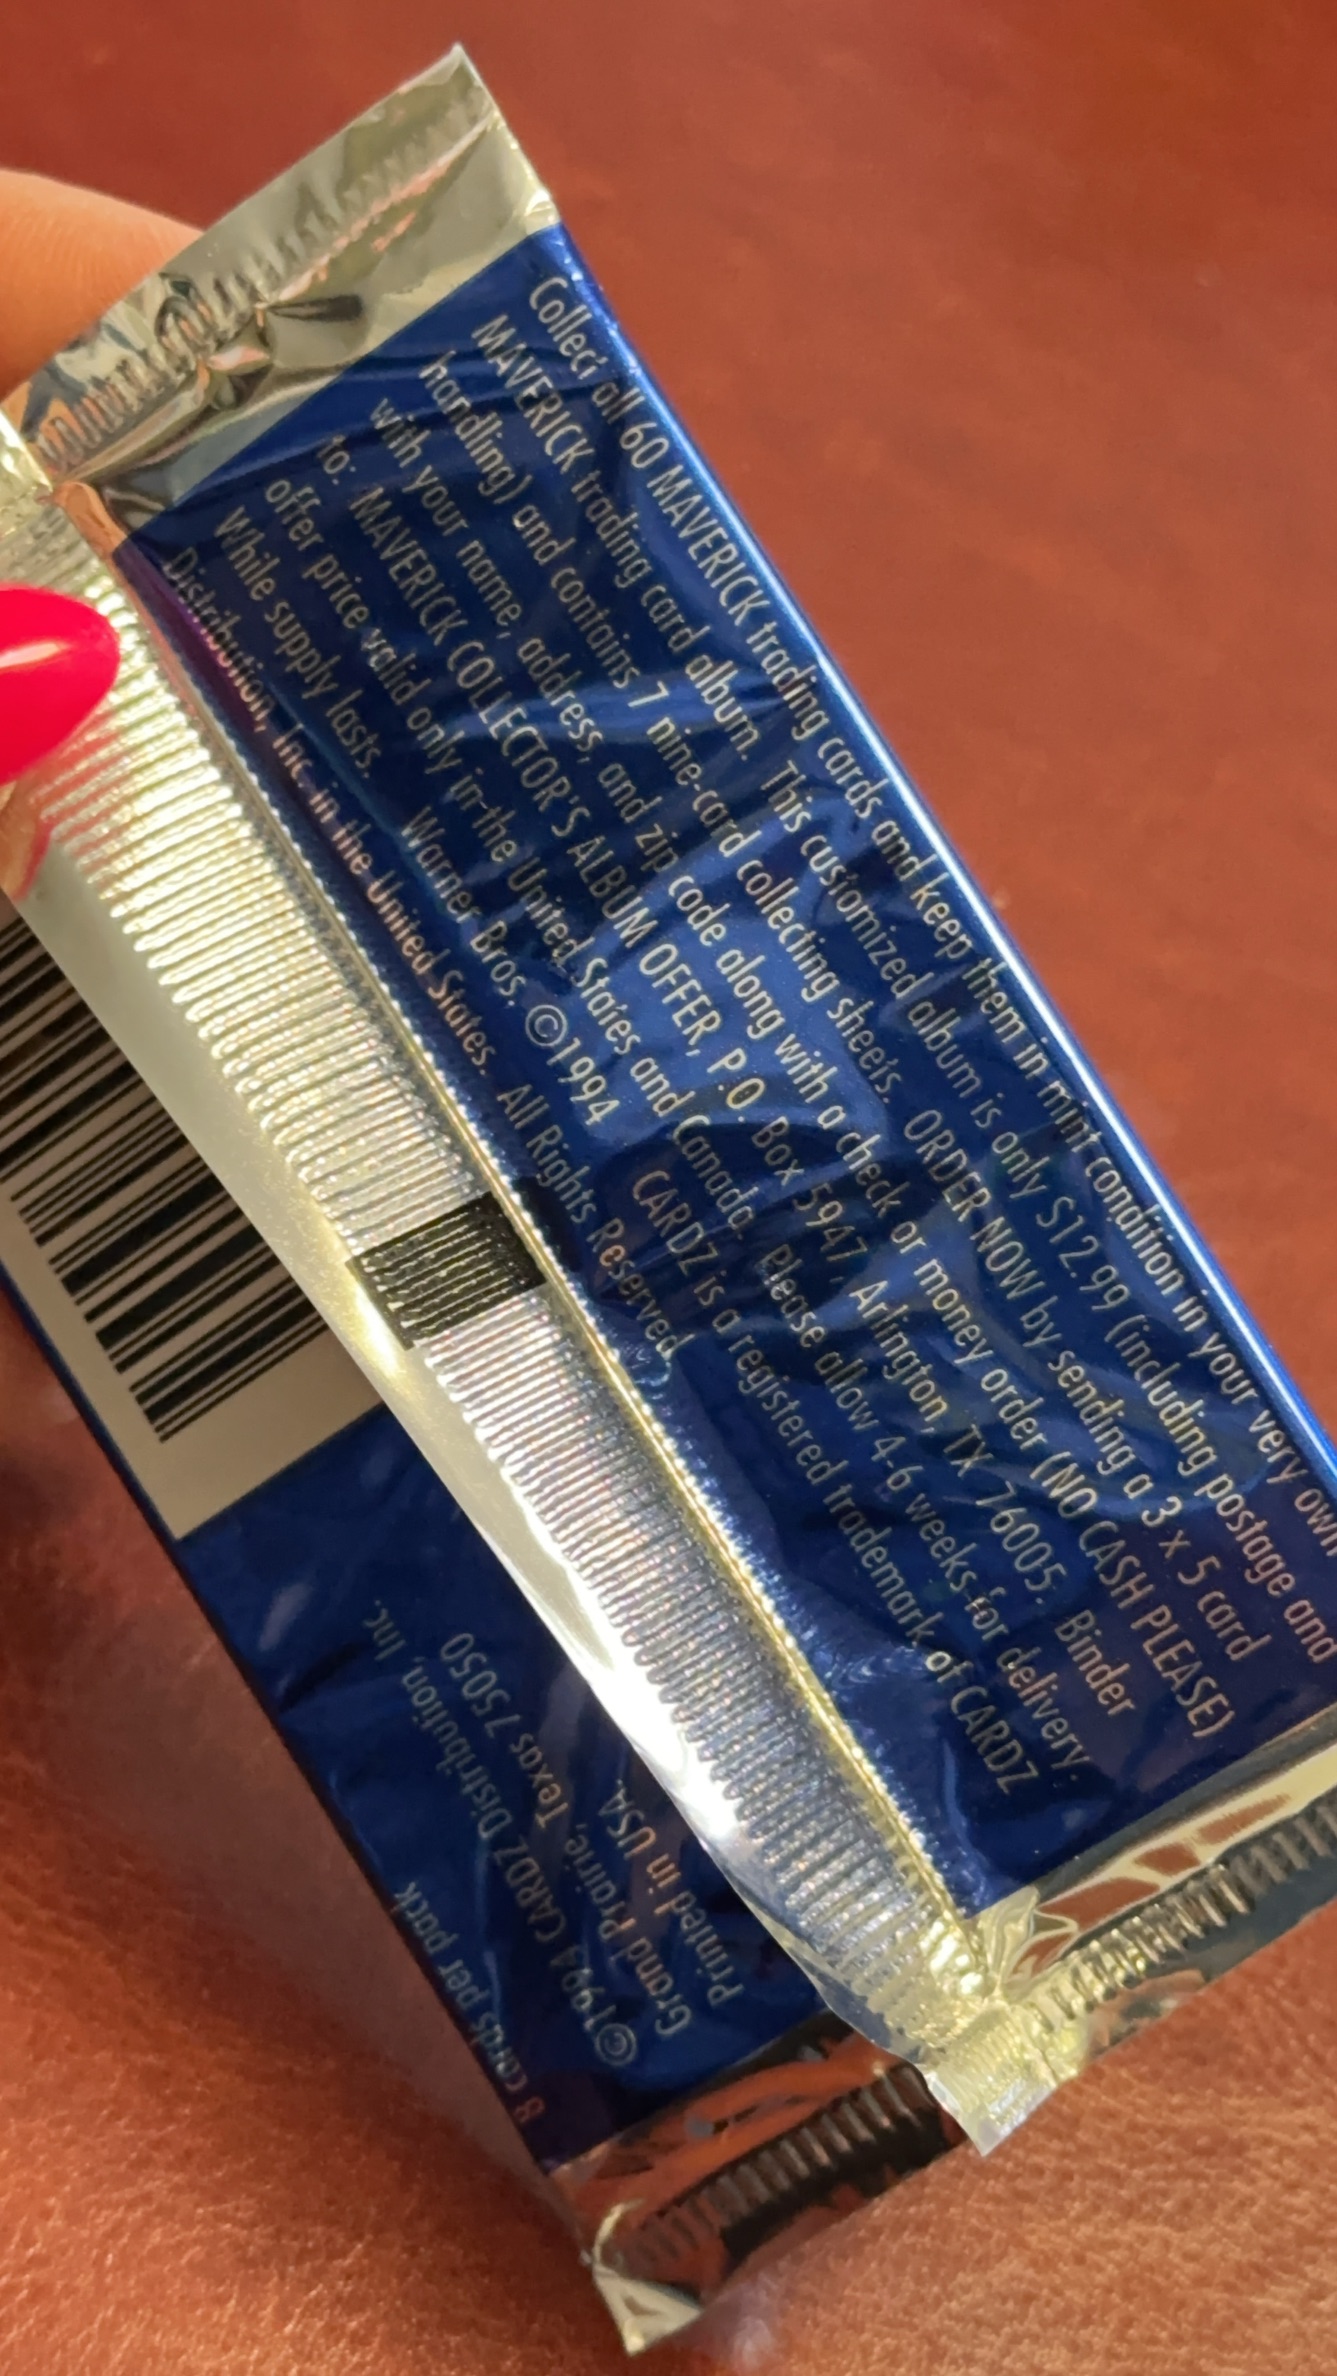 Collect all 60 MAVERICK trading cards and keep them in mint condition in your very own
MAVERICK trading card album. This customized album is only $12.99 (including postage and
handling) and contains 7 nine-card collecting sheets. ORDER NOW by sending a 3 x 5 card
with your name, address, and zip code along with a check or money order (NO CASH PLEASE)
to: MAVERICK COLLECTOR'S ALBUM OFFER, P.O. Box 5947, Arlington, TX 76005. Binder
offer price valid only in the United States and Canada. Please allow 4-6 weeks for delivery.
While supply lasts. Warner Bros. ©1994 CARDZ is a registered trademark of CARDZ
Distribution, Inc. in the United States. All Rights Reserved
8 cards per pack
©1994 CARDZ Distribution, Inc.
Grand Prairie, Texas 75050
Printed in USA.